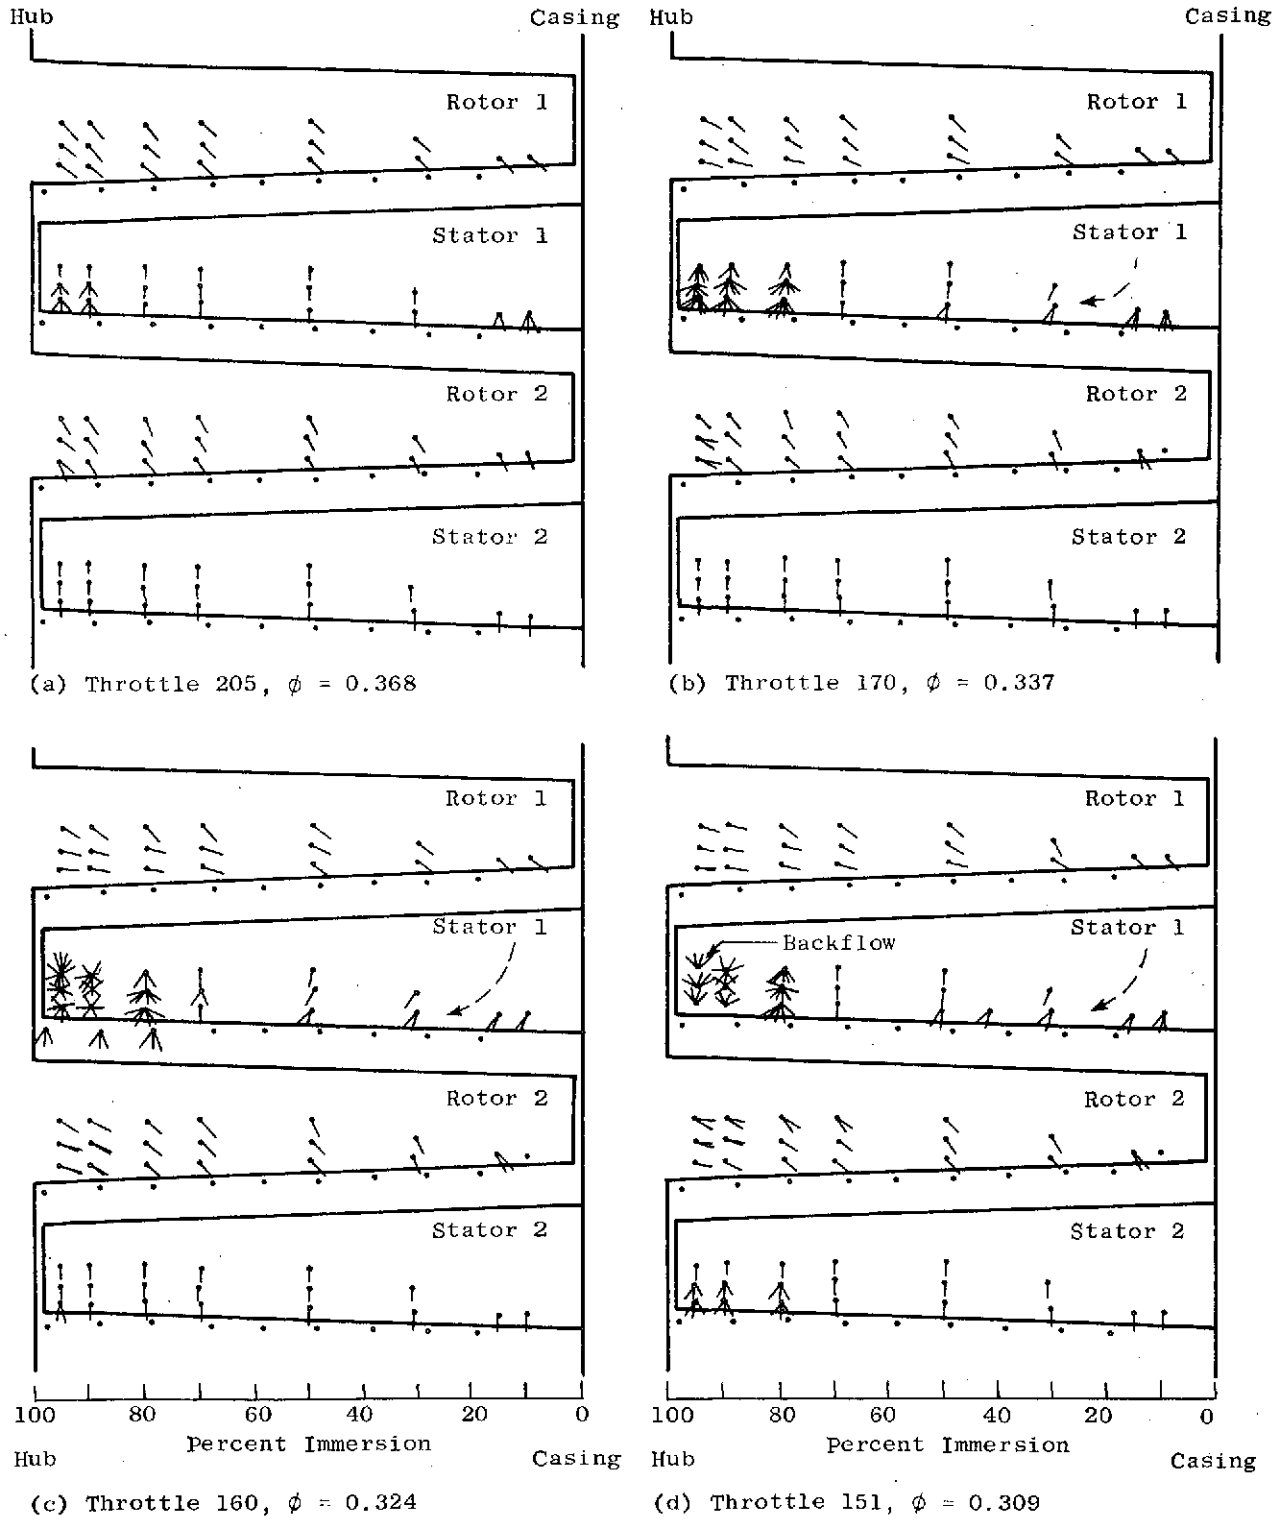 Hub Casing Hub Casing
Rotor 1 Rotor 1
Stator 1 Stator 1
Rotor 2 Rotor 2
Stator 2 Stator 2
(a) Throttle 205, ϕ = 0.368 (b) Throttle 170, ϕ = 0.337
Rotor 1 Rotor 1
Stator 1 Stator 1
Backflow
Rotor 2 Rotor 2
Stator 2 Stator 2
100 80 60 40 20 0 100 80 60 40 20 0
Percent Immersion Percent Immersion
Hub Casing Hub Casing
(c) Throttle 160, ϕ = 0.324 (d) Throttle 151, ϕ = 0.309